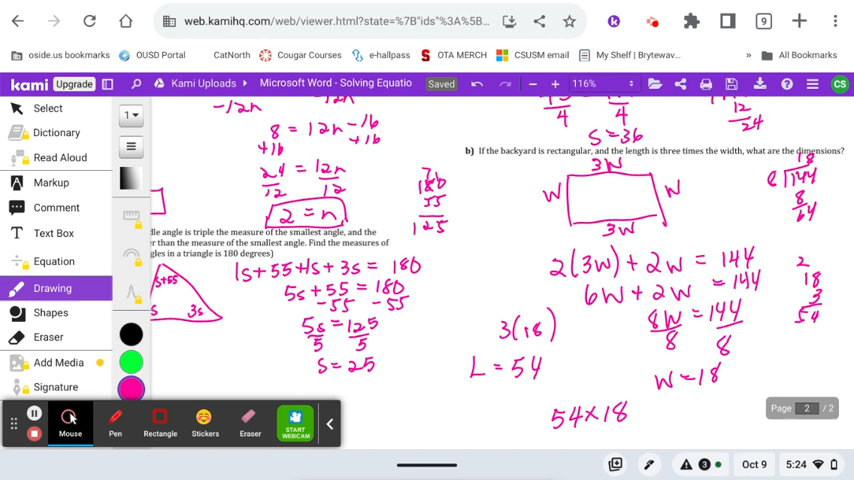 web.kamihq.com/web/viewer.html?state=%7B"ids"%3A%5B...
9
oside.us bookmarks
OUSD Portal
CatNorth
Cougar Courses
e-hallpass
OTA MERCH
CSUSM email
My Shelf | Brytewav...
»
All Bookmarks
kami
Upgrade
Kami Uploads
Microsoft Word - Solving Equatio
Saved
116%
CS
Select
Dictionary
Read Aloud
Markup
Comment
Text Box
Equation
Drawing
Shapes
Eraser
Add Media
Signature
1
-12n -12n
8 = 12n -16
+16 +16
24 = 12n
12 12
2 = n
180
55
125
dle angle is triple the measure of the smallest angle, and the
er than the measure of the smallest angle. Find the measures of
gles in a triangle is 180 degrees)
s+55
s
3s
1s+55+1s+3s = 180
5s+55 = 180
-55 -55
5s = 125
5 5
s = 25
4 4
s = 36
12
24
b) If the backyard is rectangular, and the length is three times the width, what are the dimensions?
3W
W
W
3W
18
8 144
8
64
2(3W) + 2W = 144
6W + 2W = 144
8W = 144
8 8
W = 18
2
18
3
54
3(18)
L = 54
54 x 18
Page 2 / 2
Mouse
Pen
Rectangle
Stickers
Eraser
START WEBCAM
3
Oct 9
5:24